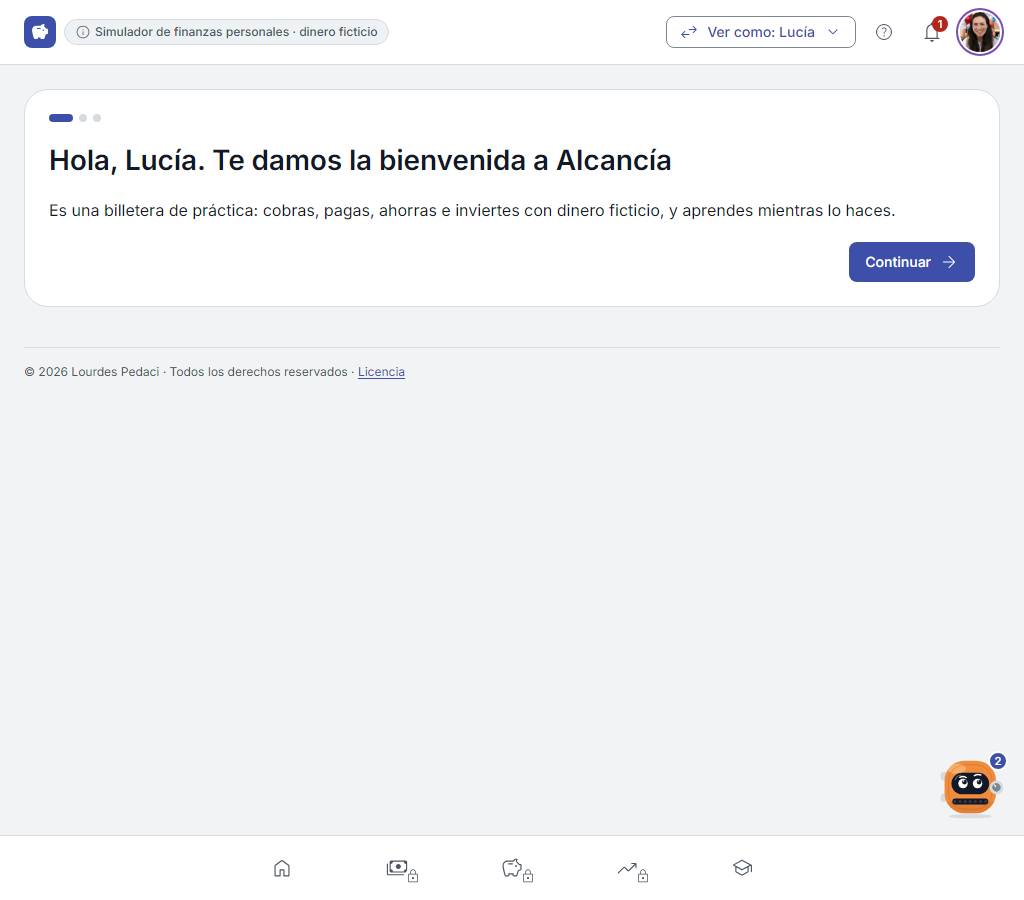 Simulador de finanzas personales · dinero ficticio
Ver como: Lucía
1
Hola, Lucía. Te damos la bienvenida a Alcancía
Es una billetera de práctica: cobras, pagas, ahorras e inviertes con dinero ficticio, y aprendes mientras lo haces.
Continuar
© 2026 Lourdes Pedaci · Todos los derechos reservados · Licencia
2